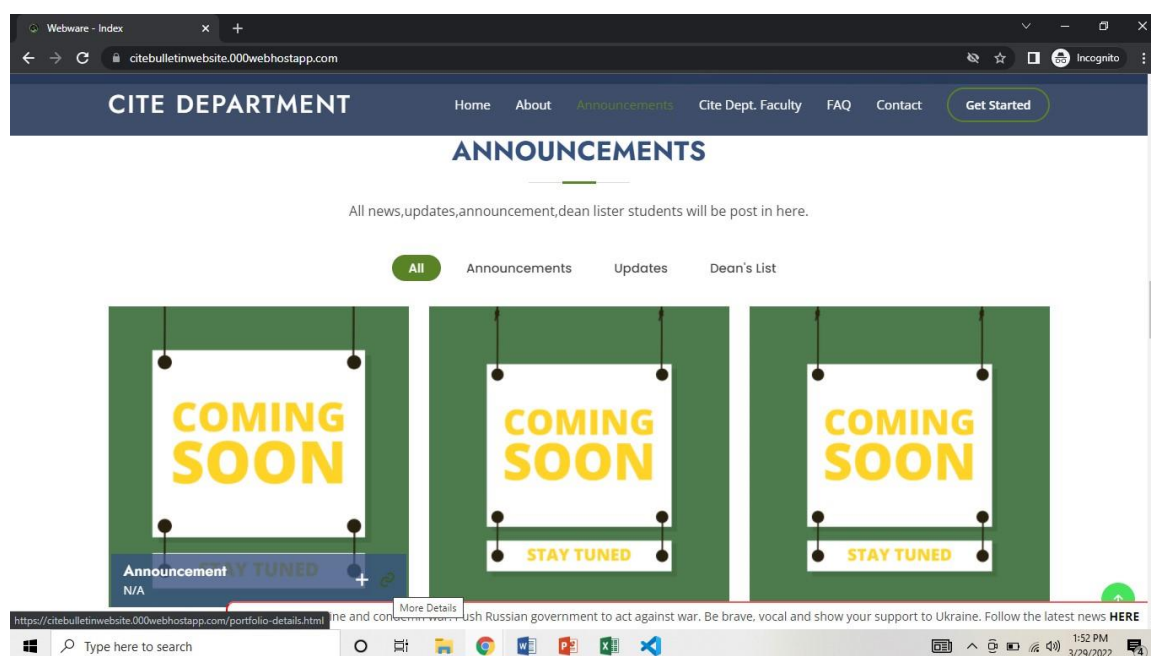 Webware - Index
citebulletinwebsite.000webhostapp.com
Incognito
CITE DEPARTMENT
Home About Announcements Cite Dept. Faculty FAQ Contact Get Started
ANNOUNCEMENTS
All news,updates,announcement,dean lister students will be post in here.
All Announcements Updates Dean's List
COMING
SOON
STAY TUNED
Announcement
N/A
COMING
SOON
STAY TUNED
COMING
SOON
STAY TUNED
More Details
https://citebulletinwebsite.000webhostapp.com/portfolio-details.html
Russian government to act against war. Be brave, vocal and show your support to Ukraine. Follow the latest news HERE
Type here to search
1:52 PM
3/29/2022
4